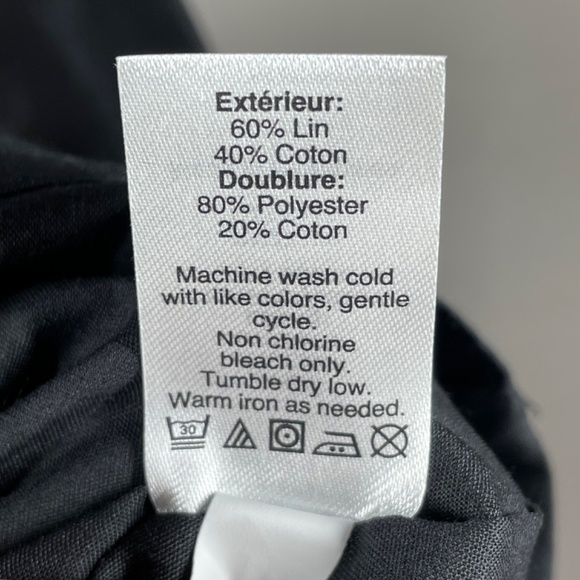 Extérieur:
60% Lin
40% Coton
Doublure:
80% Polyester
20% Coton
Machine wash cold
with like colors, gentle
cycle.
Non chlorine
bleach only.
Tumble dry low.
Warm iron as needed.
30